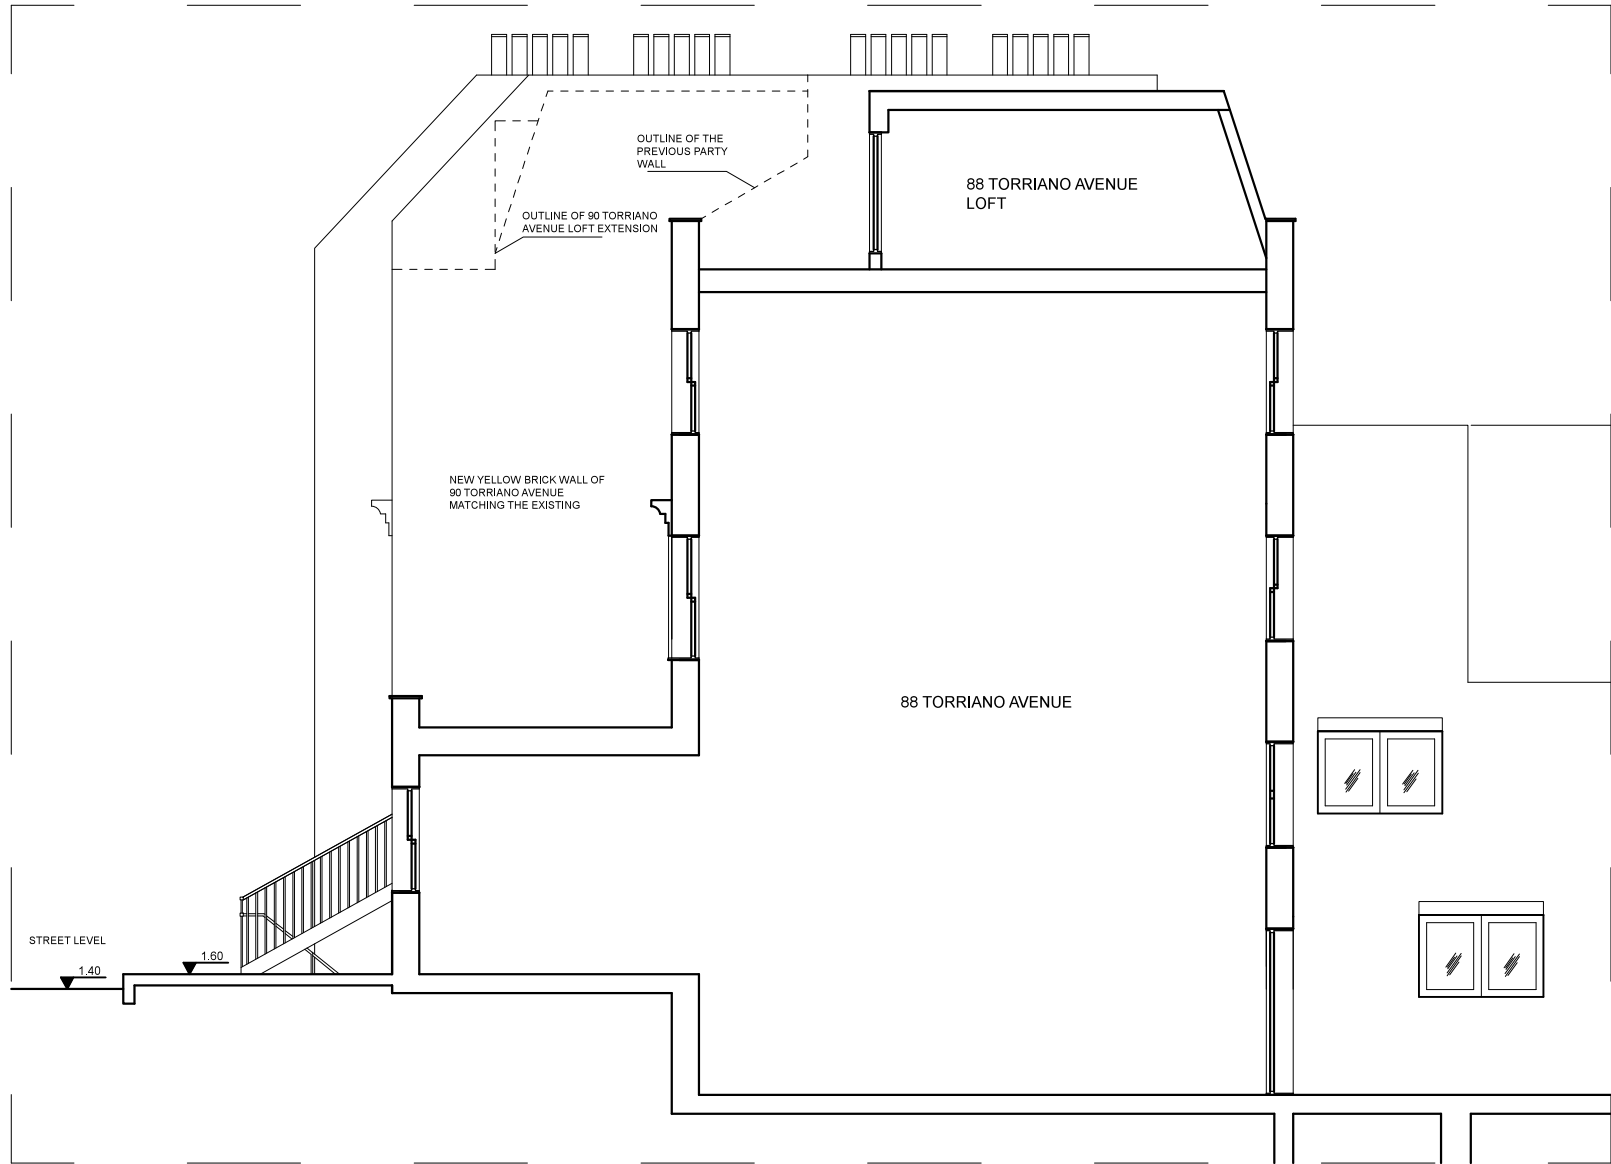 OUTLINE OF THE
PREVIOUS PARTY
WALL
88 TORRIANO AVENUE
LOFT
OUTLINE OF 90 TORRIANO
AVENUE LOFT EXTENSION
NEW YELLOW BRICK WALL OF
90 TORRIANO AVENUE
MATCHING THE EXISTING
88 TORRIANO AVENUE
STREET LEVEL
1.40
1.60